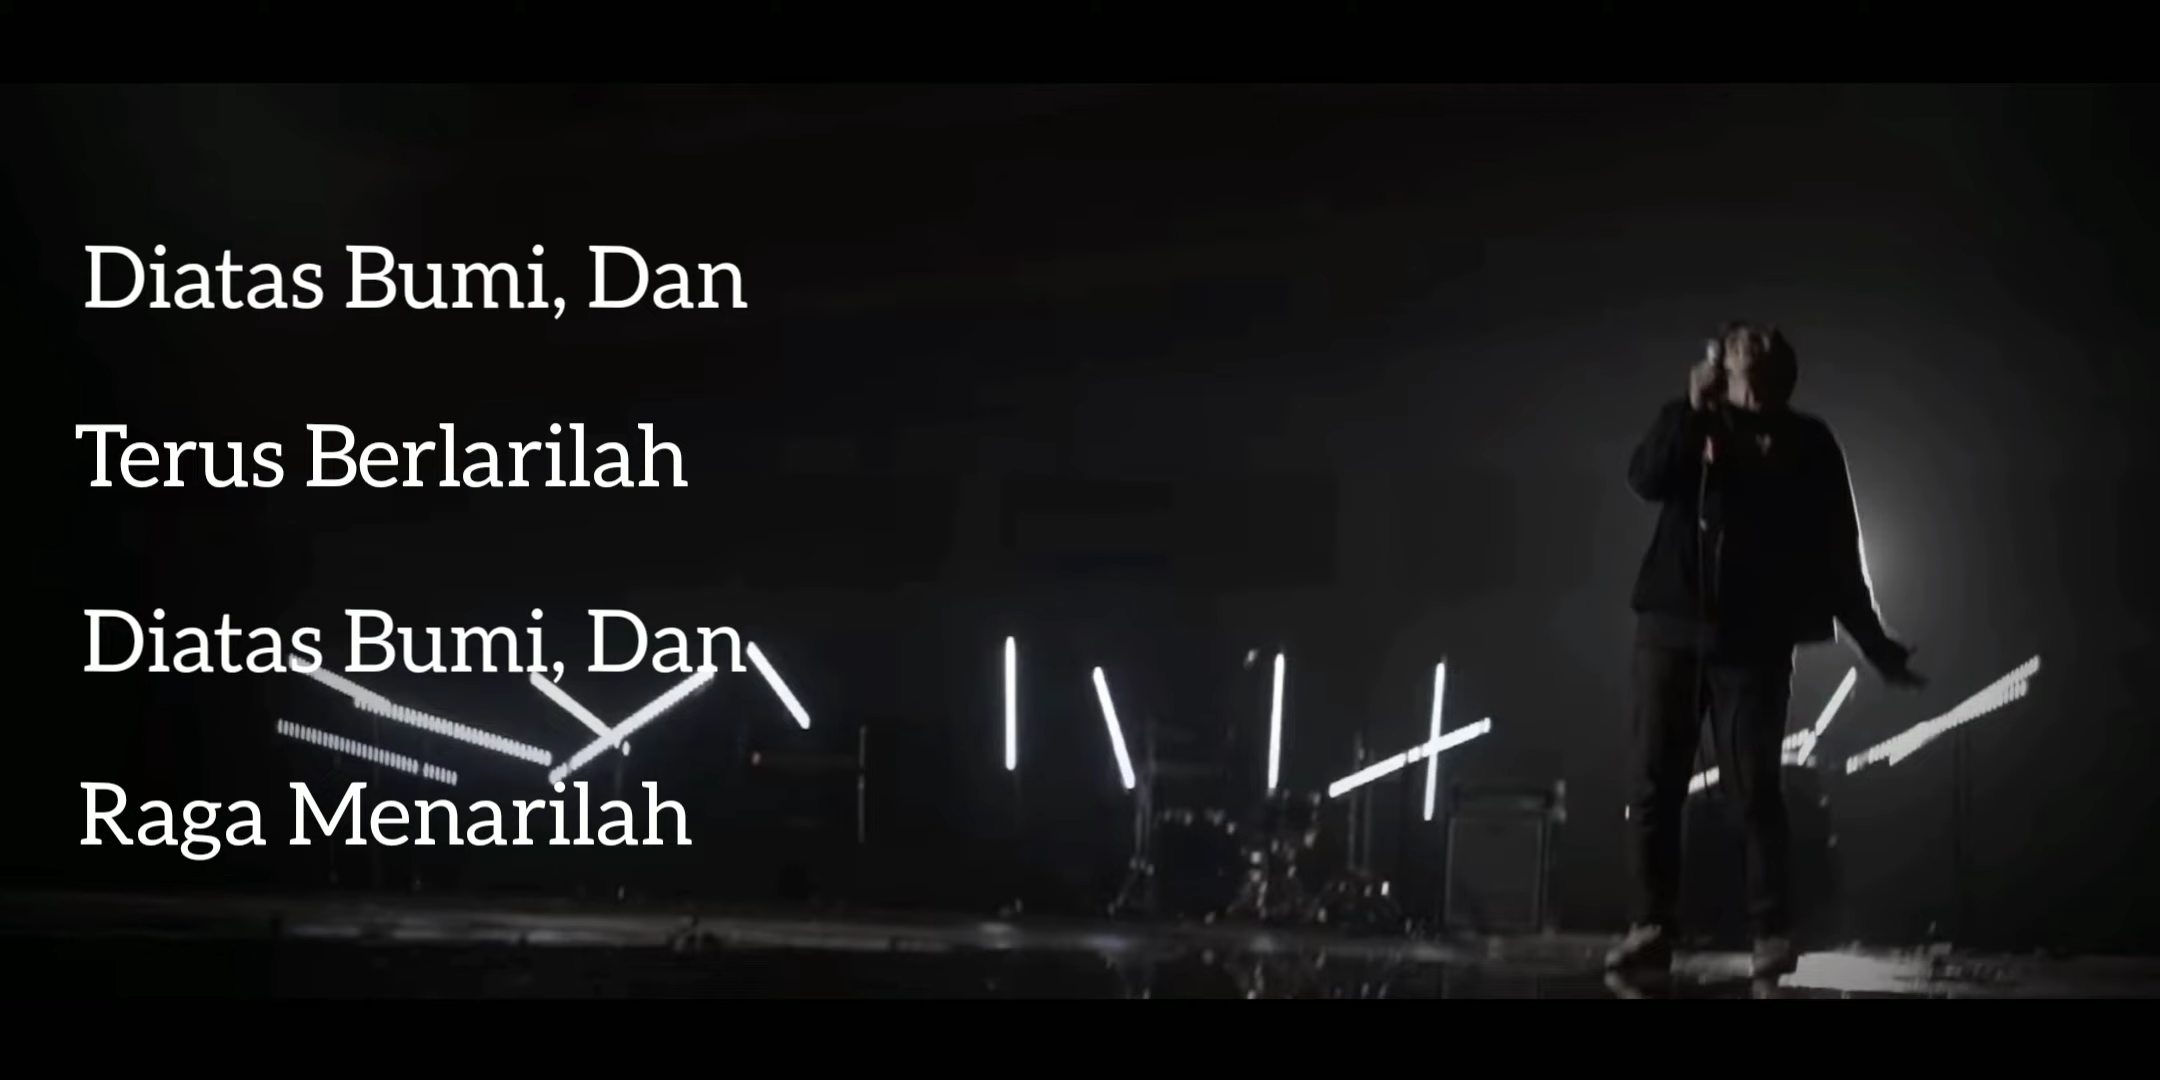 Diatas Bumi, Dan
Terus Berlarilah
Diatas Bumi, Dan
Raga Menarilah